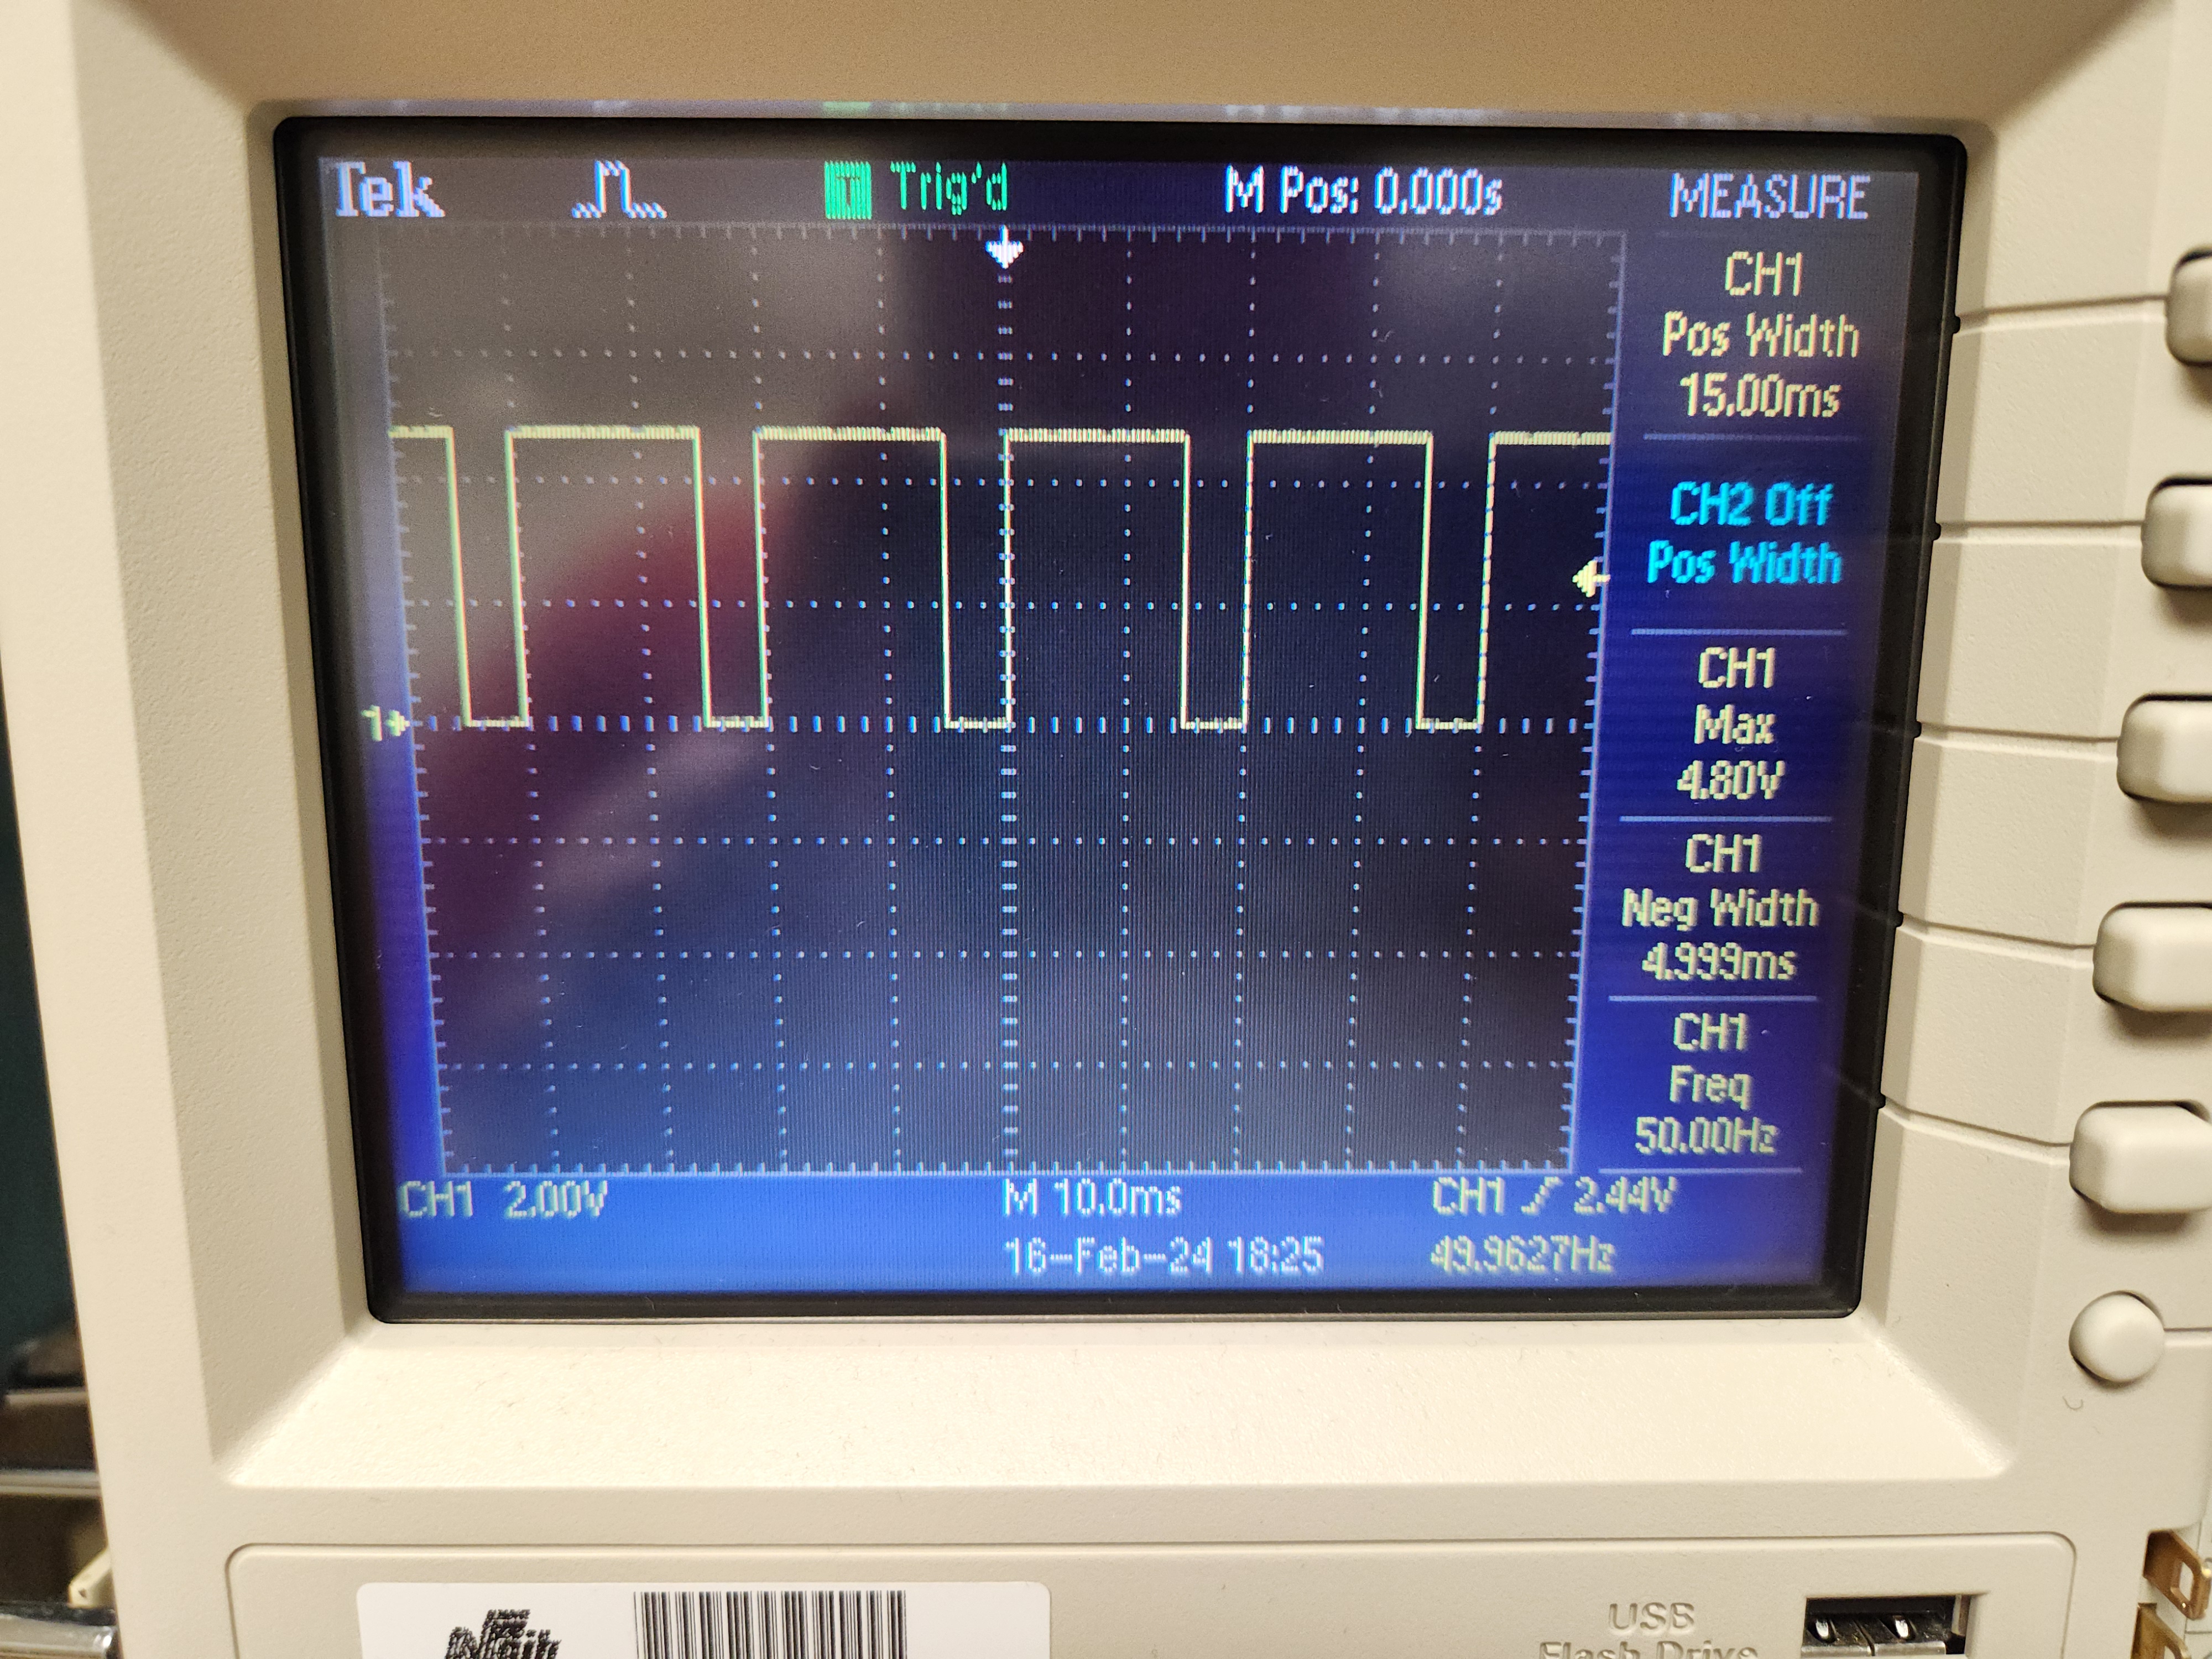 Tek Trig'd M Pos: 0.000s MEASURE
CH1
Pos Width
15.00ms
CH2 Off
Pos Width
CH1
Max
4.80V
CH1
Neg Width
4.999ms
CH1
Freq
50.00Hz
1
CH1 2.00V M 10.0ms CH1 2.44V
16-Feb-24 18:25 49.9627Hz
USB
Flash Drive